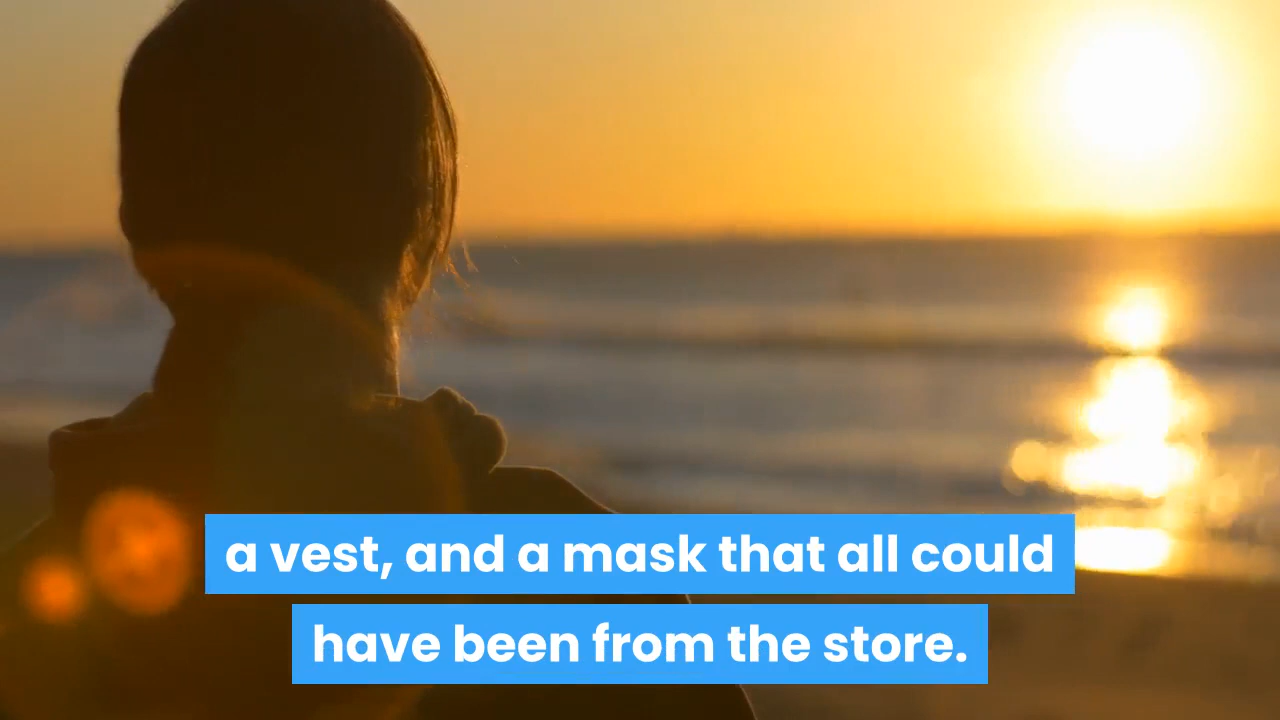 a vest, and a mask that all could
have been from the store.